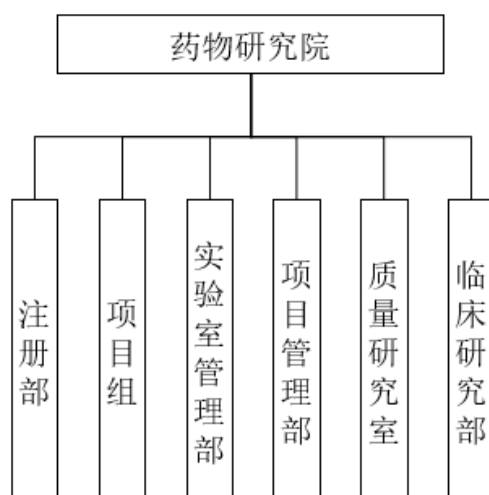 药物研究院
注册部
项目组
实验室管理部
项目管理部
质量研究室
临床研究部